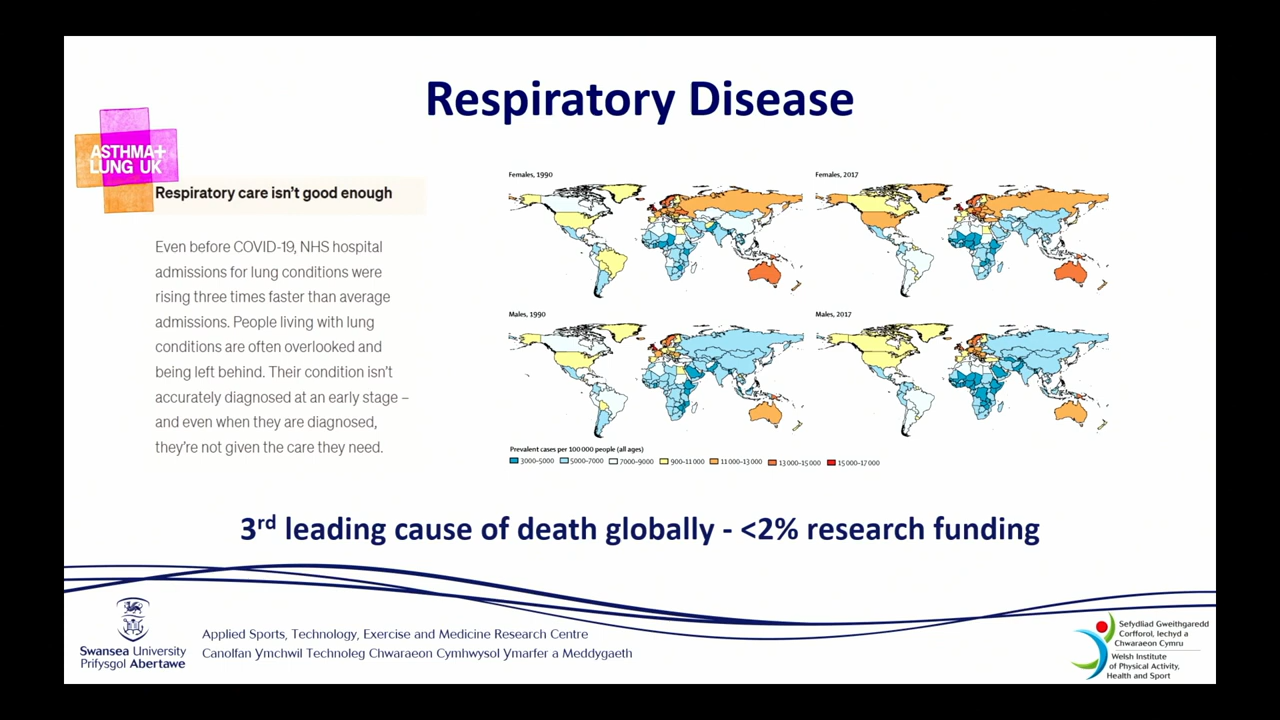 Respiratory Disease
ASTHMA+
LUNG UK
Respiratory care isn't good enough
Even before COVID-19, NHS hospital
admissions for lung conditions were
rising three times faster than average
admissions. People living with lung
conditions are often overlooked and
being left behind. Their condition isn't
accurately diagnosed at an early stage –
and even when they are diagnosed,
they're not given the care they need.
Females, 1990
Females, 2017
Males, 1990
Males, 2017
Prevalent cases per 100 000 people (all ages)
3000–5000 5000–7000 7000–9000 900–11 000 11 000–13 000 13 000–15 000 15 000–17 000
3rd leading cause of death globally - <2% research funding
Swansea University
Prifysgol Abertawe
Applied Sports, Technology, Exercise and Medicine Research Centre
Canolfan Ymchwil Technoleg Chwaraeon Cymhwysol Ymarfer a Meddygaeth
Sefydliad Gweithgaredd
Corfforol, Iechyd a
Chwaraeon Cymru
Welsh Institute
of Physical Activity,
Health and Sport